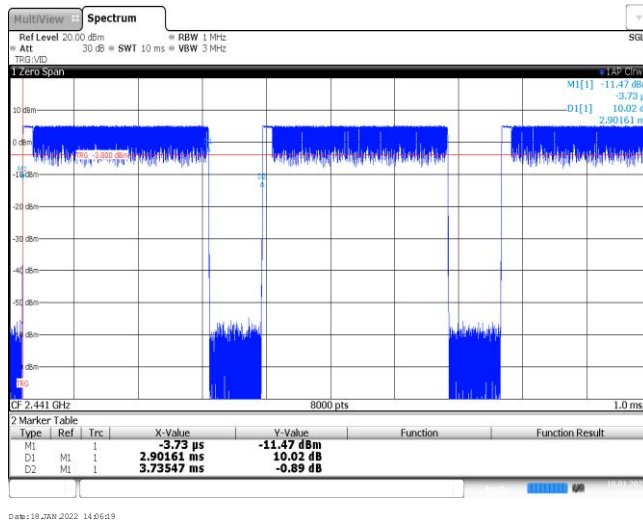 MultiView Spectrum
Ref Level 20.00 dBm RBW 1 MHz SGL
Att 30 dB SWT 10 ms VBW 3 MHz
TRG:VID
1 Zero Span 1AP Clrw
M1[1] -11.47 dBm
-3.73 µs
D1[1] 10.02 d
2.90161 ms
10 dBm
0 dBm
TRG -3.800 dBm
M1
-10 dBm
D2
-20 dBm
-30 dBm
-40 dBm
-50 dBm
TRG
CF 2.441 GHz 8000 pts 1.0 ms
2 Marker Table
Type Ref Trc X-Value Y-Value Function Function Result
M1 1 -3.73 µs -11.47 dBm
D1 M1 1 2.90161 ms 10.02 dB
D2 M1 1 3.73547 ms -0.89 dB
Date: 18.JAN.2022 14:06:19